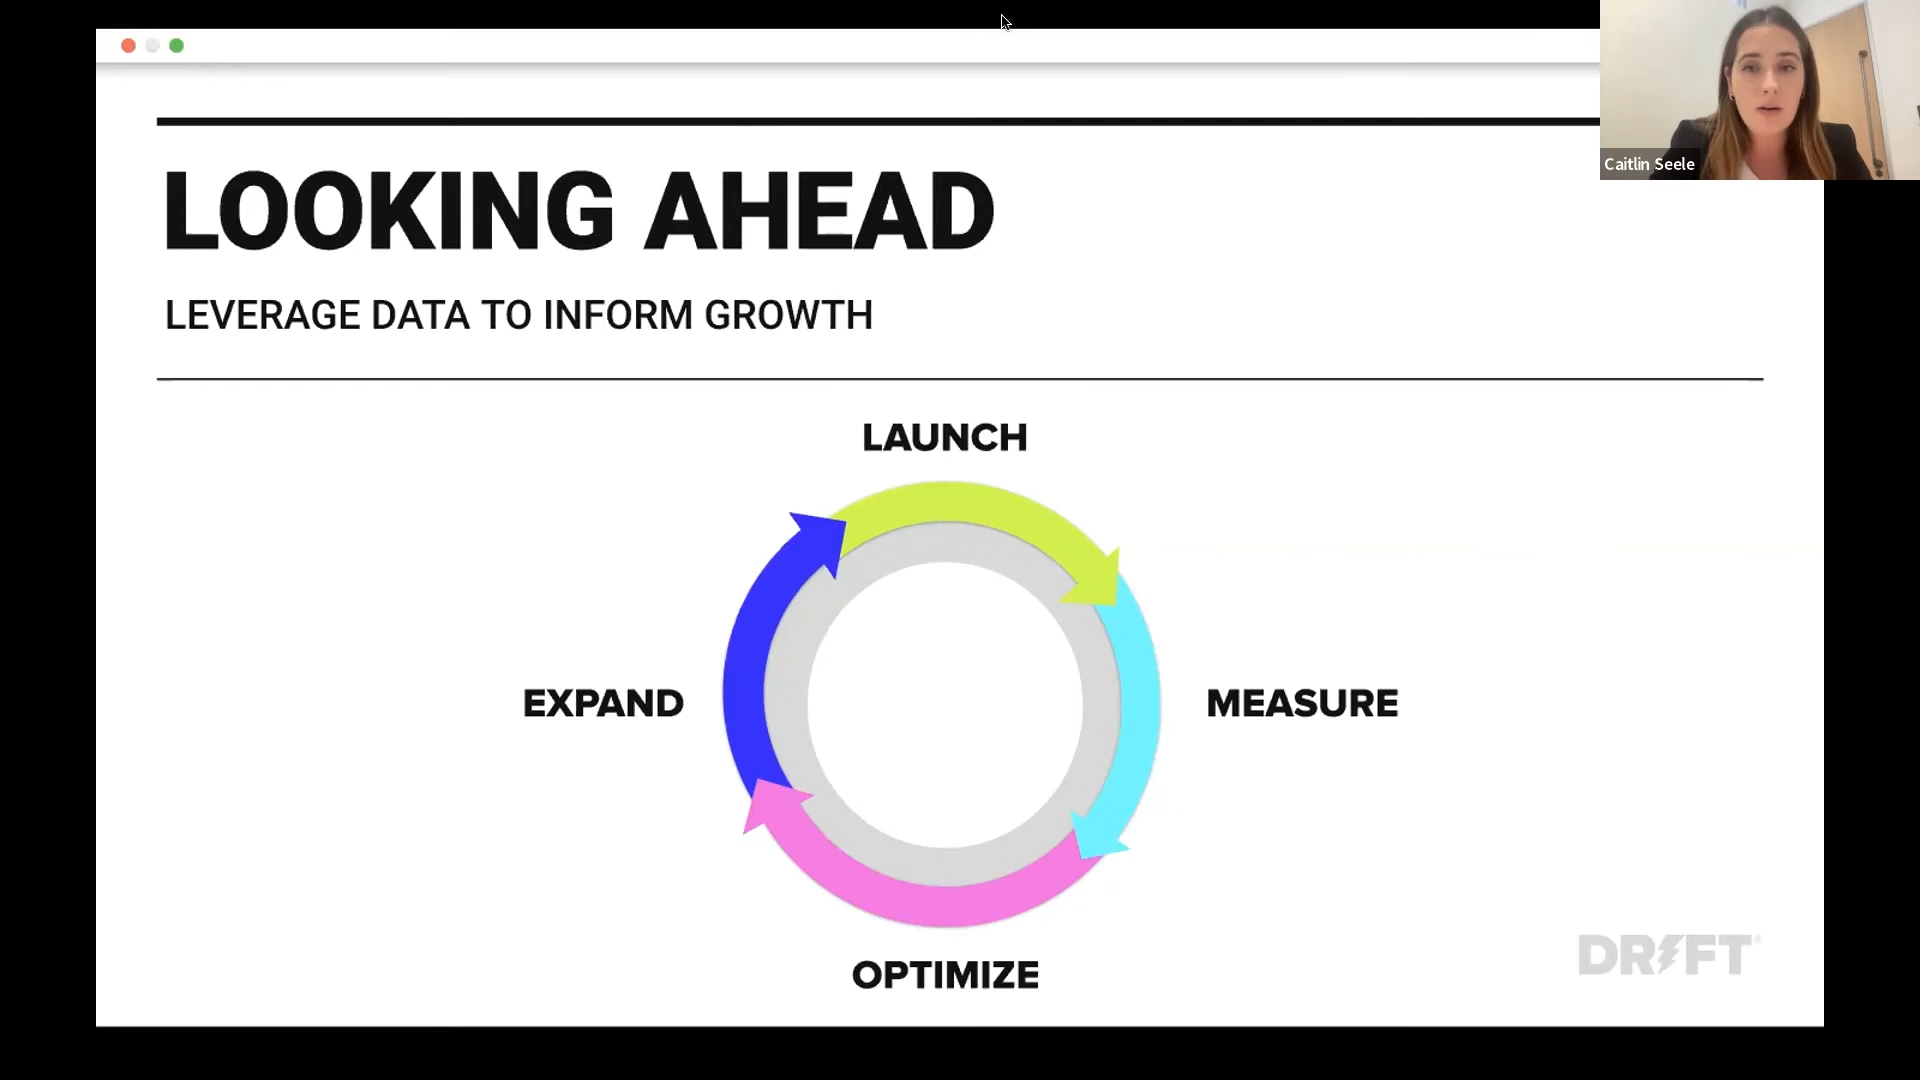 LOOKING AHEAD
Caitlin Seele
LEVERAGE DATA TO INFORM GROWTH
LAUNCH
EXPAND
MEASURE
OPTIMIZE
DRIFT®